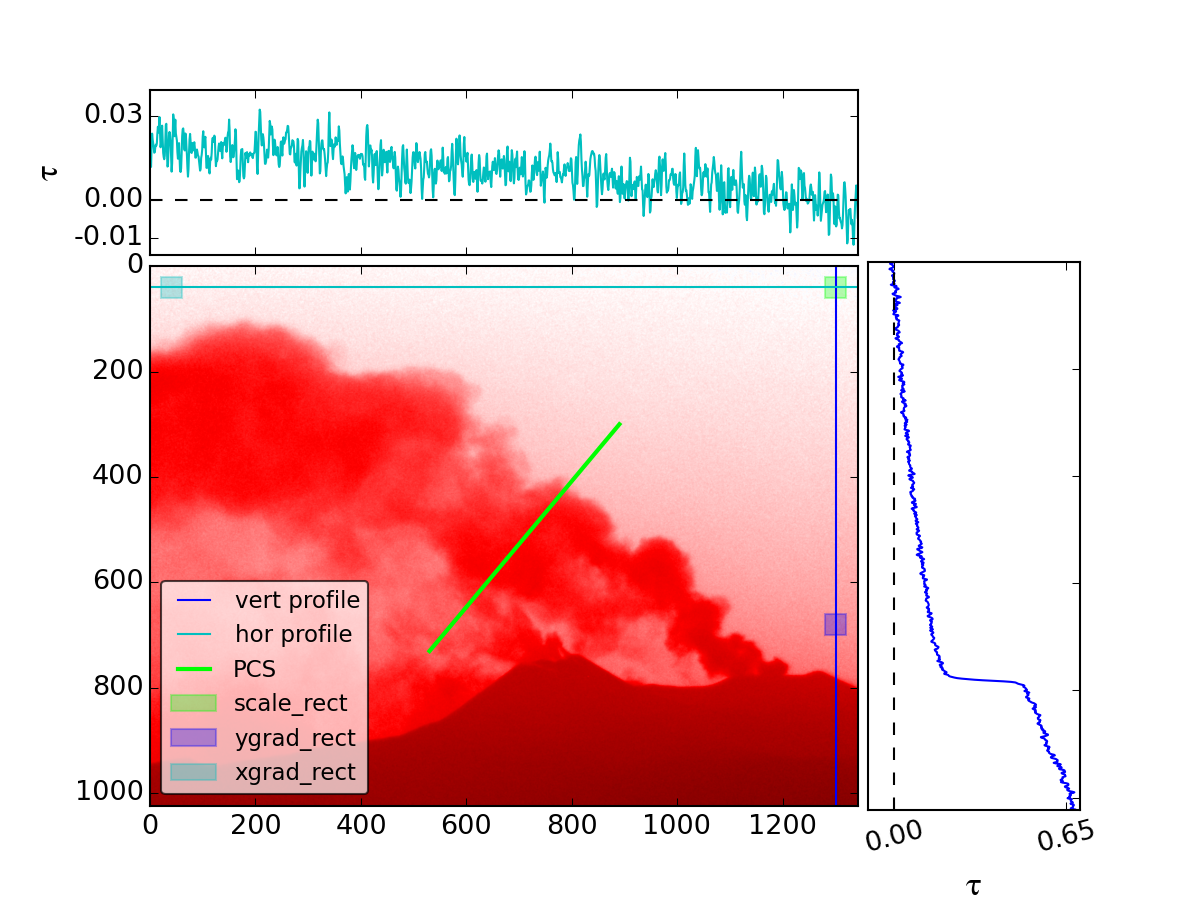 0.03
0.00
-0.01
τ
0
200
400
600
800
1000
vert profile
hor profile
PCS
scale_rect
ygrad_rect
xgrad_rect
0 200 400 600 800 1000 1200
0.00 0.65
τ